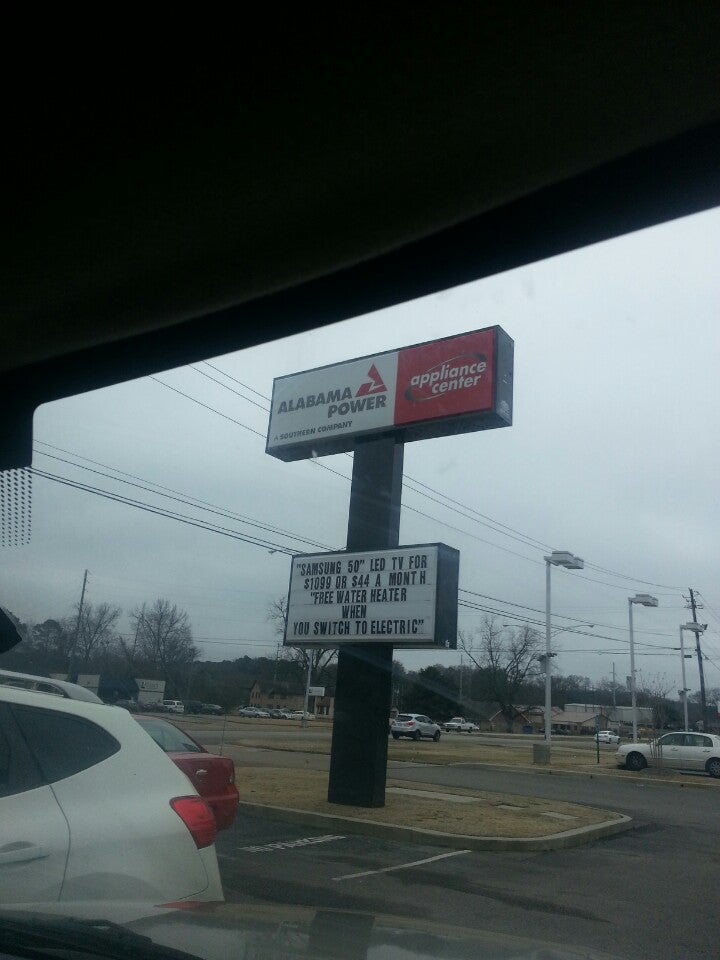 ALABAMA
POWER
A SOUTHERN COMPANY
appliance
center
"SAMSUNG 50" LED TV FOR
$1099 OR $44 A MONTH
"FREE WATER HEATER
WHEN
YOU SWITCH TO ELECTRIC"